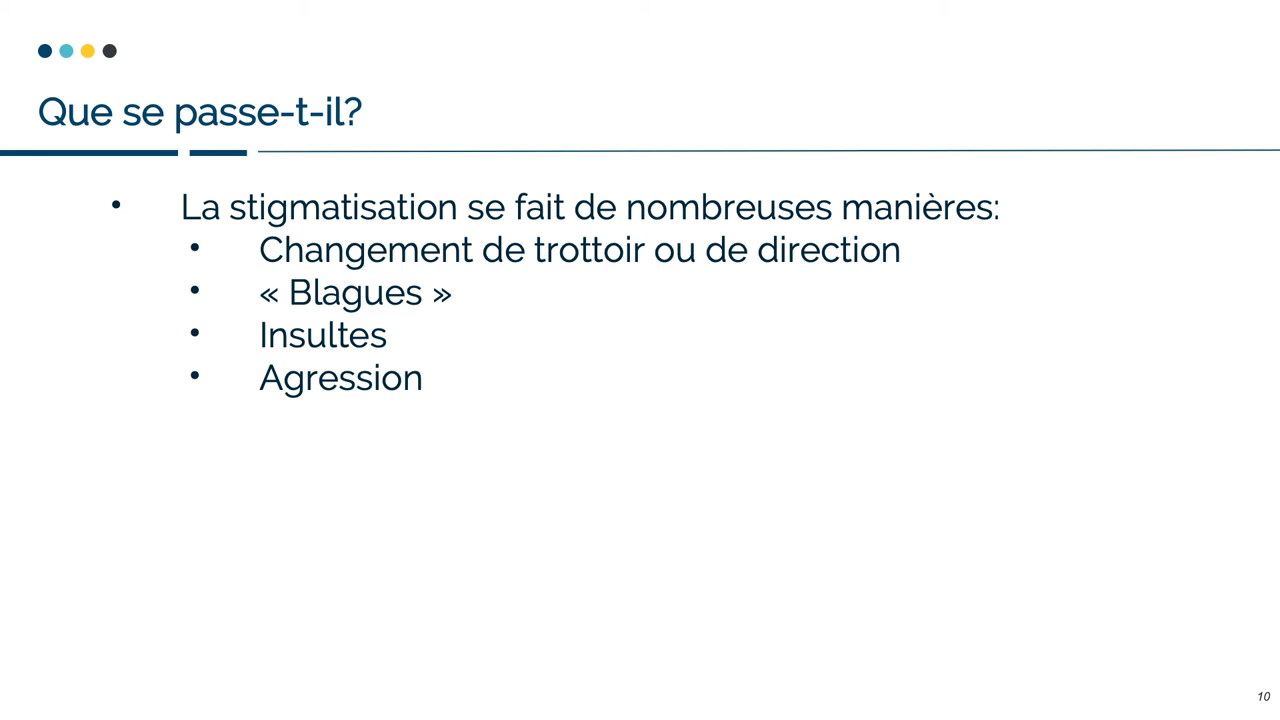 Que se passe-t-il?
• La stigmatisation se fait de nombreuses manières:
• Changement de trottoir ou de direction
• « Blagues »
• Insultes
• Agression
10